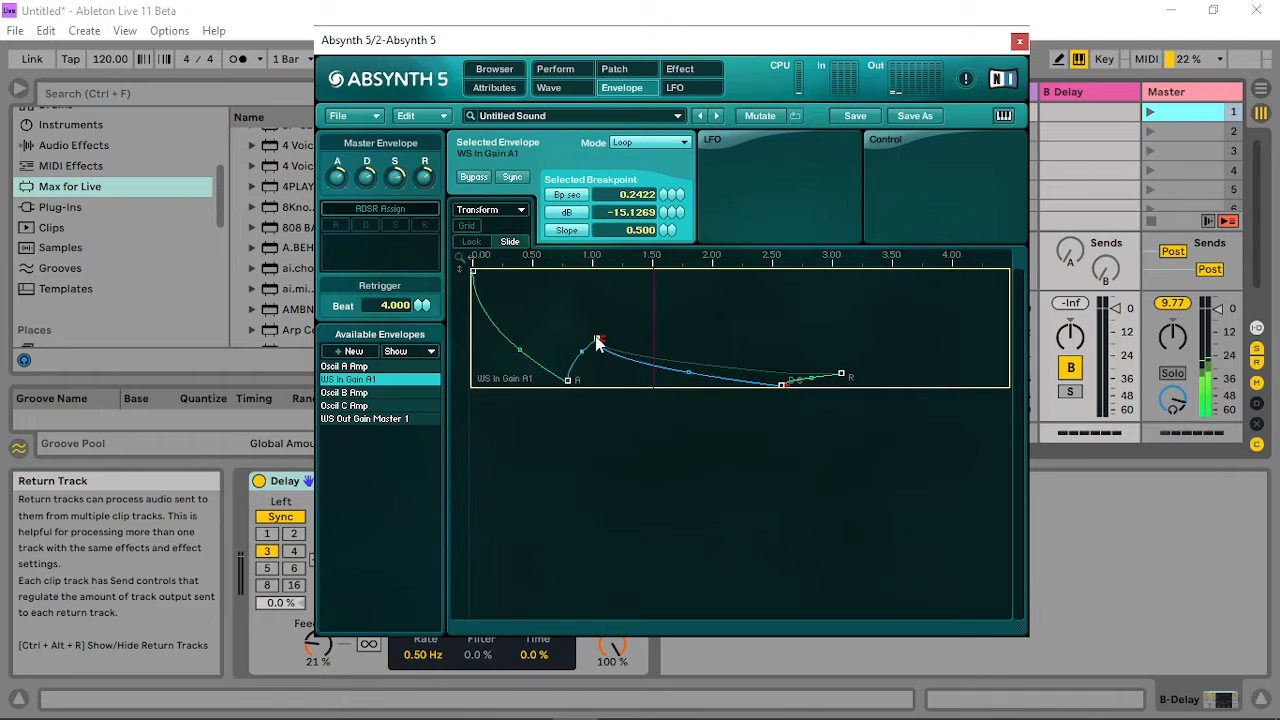 Live Untitled* - Ableton Live 11 Beta
File Edit Create View Options Help
Link Tap 120.00 4 / 4 1 Bar
Key MIDI 22 %
Search (Ctrl + F)
Instruments
Audio Effects
MIDI Effects
Max for Live
Plug-Ins
Clips
Samples
Grooves
Templates
Places
Name
4 Voic
4 Voic
4PLAY
8Kno.
808 BA
A.BEH
ai.cho
ai.mi.
AMBN
Arp Co
Absynth 5/2-Absynth 5
x
ABSYNTH 5
Browser
Attributes
Perform
Wave
Patch
Envelope
Effect
LFO
CPU In Out
NI
File Edit Untitled Sound Mutate Save Save As
Master Envelope
A D S R
ADSR Assign
A D S R
Retrigger
Beat 4.000
Available Envelopes
+ New Show
Oscil A Amp
WS In Gain A1
Oscil B Amp
Oscil C Amp
WS Out Gain Master 1
Selected Envelope
WS In Gain A1
Mode Loop
Bypass Sync
Selected Breakpoint
Bp sec 0.2422
dB -15.1269
Slope 0.500
Transform
Grid
Lock Slide
LFO
Control
0.00 0.50 1.00 1.50 2.00 2.50 3.00 3.50 4.00
WS In Gain A1
A
D S
R
B Delay
Master
1
2
3
4
5
Sends
Post
Post
Sends
A
B
-Inf
9.77
0
12
24
36
48
60
0
12
24
36
48
60
B
S
Solo
Groove Name Base Quantize Timing Rando
Groove Pool Global Amou
Return Track
Return tracks can process audio sent to
them from multiple clip tracks. This is
helpful for processing more than one
track with the same effects and effect
settings.
Each clip track has Send controls that
regulate the amount of track output sent
to each return track.
[Ctrl + Alt + R] Show/Hide Return Tracks
Delay
Left
Sync
1 2
3 4
5 6
8 16
0.0 %
Feed
21 %
Rate Filter Time
0.50 Hz 0.0 % 0.0 %
100 %
B-Delay